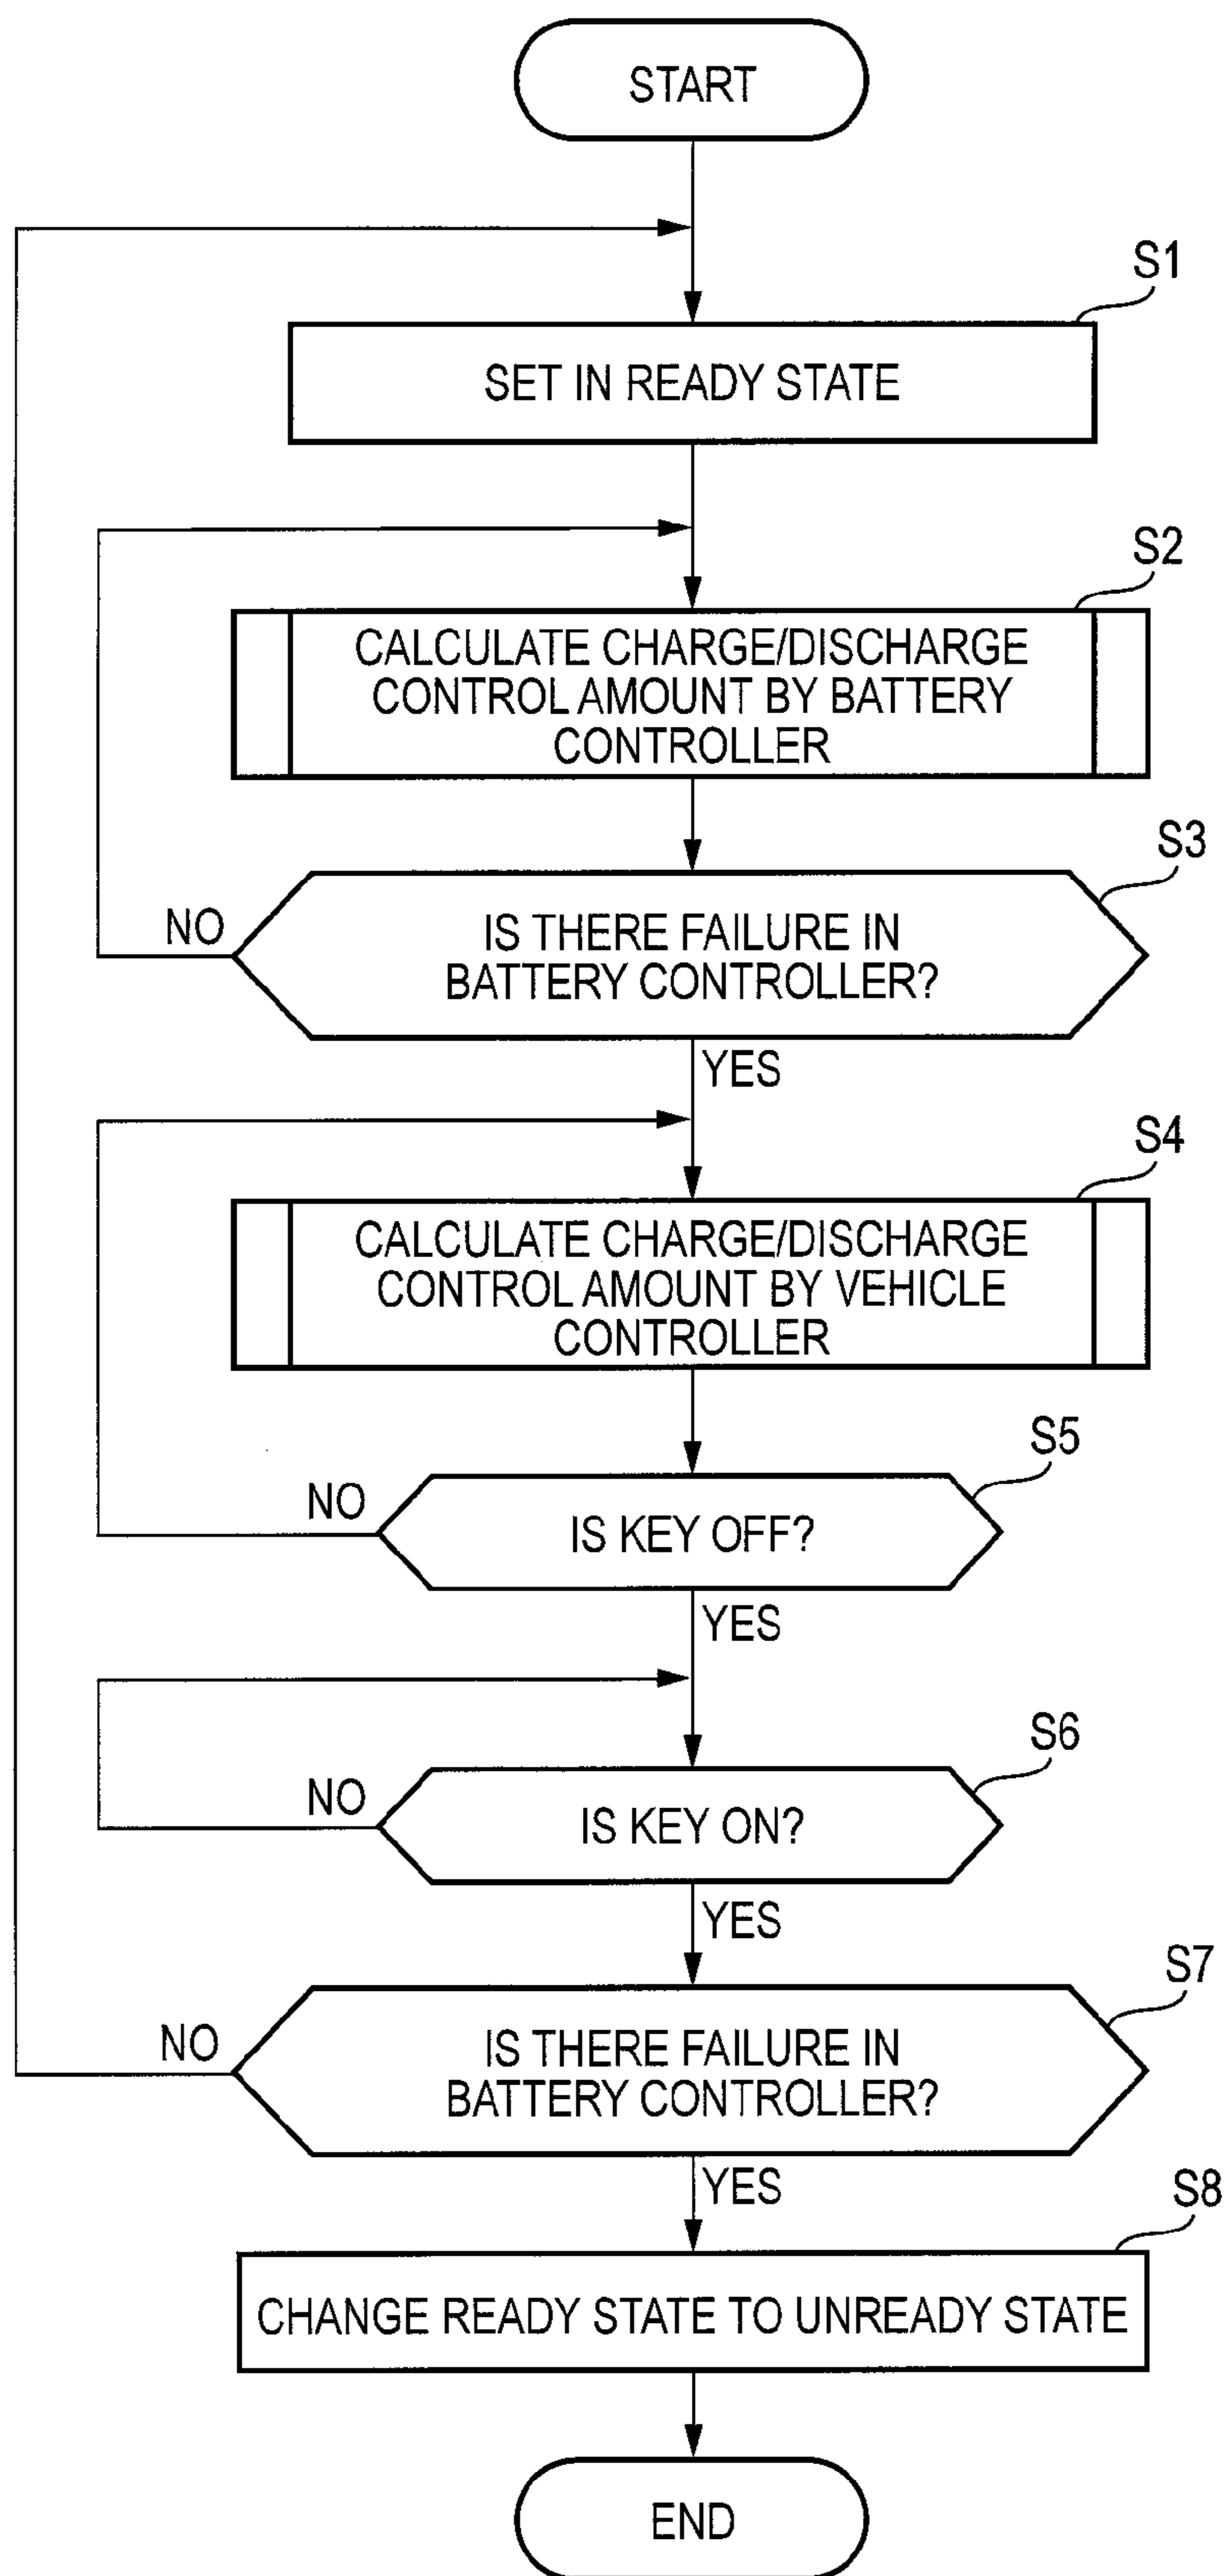 START
S1
SET IN READY STATE
S2
CALCULATE CHARGE/DISCHARGE
CONTROL AMOUNT BY BATTERY
CONTROLLER
S3
NO
IS THERE FAILURE IN
BATTERY CONTROLLER?
YES
S4
CALCULATE CHARGE/DISCHARGE
CONTROL AMOUNT BY VEHICLE
CONTROLLER
S5
NO
IS KEY OFF?
YES
S6
NO
IS KEY ON?
YES
S7
NO
IS THERE FAILURE IN
BATTERY CONTROLLER?
YES
S8
CHANGE READY STATE TO UNREADY STATE
END